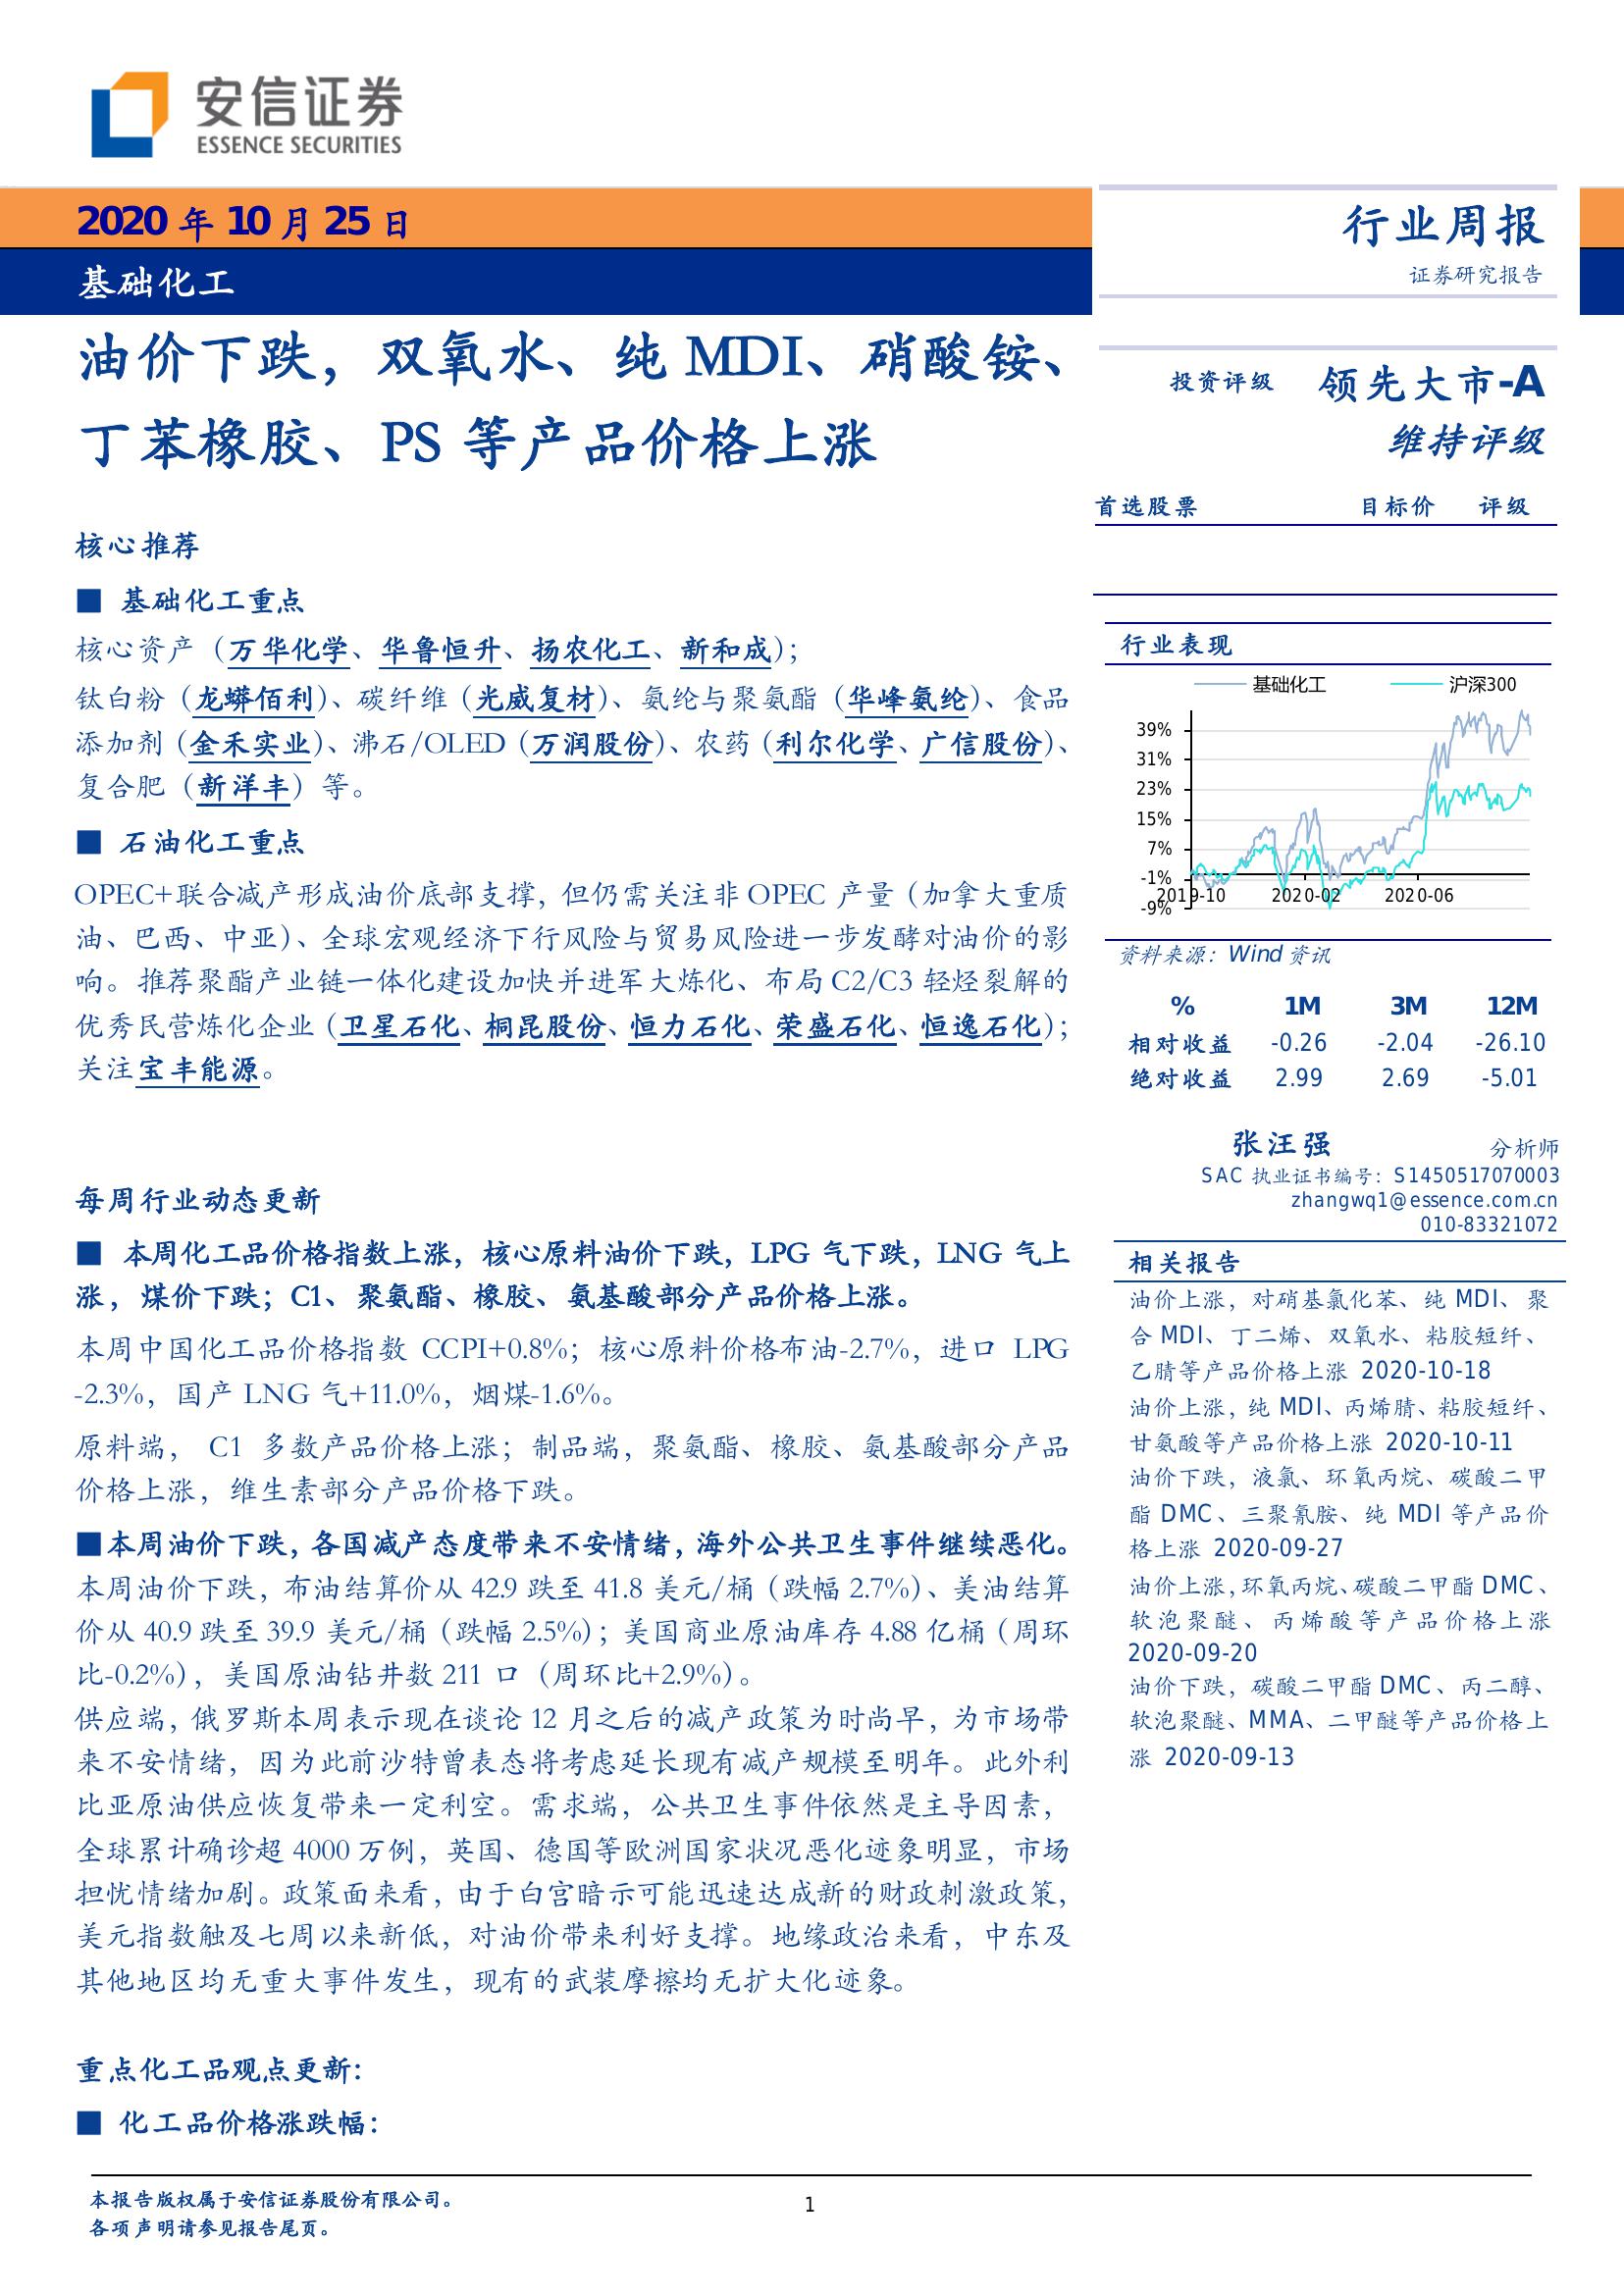 安信证券
ESSENCE SECURITIES
2020 年 10 月 25 日
基础化工
油价下跌，双氧水、纯 MDI、硝酸铵、
丁苯橡胶、PS 等产品价格上涨
核心推荐
■ 基础化工重点
核心资产（万华化学、华鲁恒升、扬农化工、新和成）；
钛白粉（龙蟒佰利）、碳纤维（光威复材）、氨纶与聚氨酯（华峰氨纶）、食品
添加剂（金禾实业）、沸石/OLED（万润股份）、农药（利尔化学、广信股份）、
复合肥（新洋丰）等。
■ 石油化工重点
OPEC+联合减产形成油价底部支撑，但仍需关注非 OPEC 产量（加拿大重质
油、巴西、中亚）、全球宏观经济下行风险与贸易风险进一步发酵对油价的影
响。推荐聚酯产业链一体化建设加快并进军大炼化、布局 C2/C3 轻烃裂解的
优秀民营炼化企业（卫星石化、桐昆股份、恒力石化、荣盛石化、恒逸石化）；
关注宝丰能源。
每周行业动态更新
■ 本周化工品价格指数上涨，核心原料油价下跌，LPG 气下跌，LNG 气上
涨，煤价下跌；C1、聚氨酯、橡胶、氨基酸部分产品价格上涨。
本周中国化工品价格指数 CCPI+0.8%；核心原料价格布油-2.7%，进口 LPG
-2.3%，国产 LNG 气+11.0%，烟煤-1.6%。
原料端， C1 多数产品价格上涨；制品端，聚氨酯、橡胶、氨基酸部分产品
价格上涨，维生素部分产品价格下跌。
■本周油价下跌，各国减产态度带来不安情绪，海外公共卫生事件继续恶化。
本周油价下跌，布油结算价从 42.9 跌至 41.8 美元/桶（跌幅 2.7%）、美油结算
价从 40.9 跌至 39.9 美元/桶（跌幅 2.5%）；美国商业原油库存 4.88 亿桶（周环
比-0.2%），美国原油钻井数 211 口（周环比+2.9%）。
供应端，俄罗斯本周表示现在谈论 12 月之后的减产政策为时尚早，为市场带
来不安情绪，因为此前沙特曾表态将考虑延长现有减产规模至明年。此外利
比亚原油供应恢复带来一定利空。需求端，公共卫生事件依然是主导因素，
全球累计确诊超 4000 万例，英国、德国等欧洲国家状况恶化迹象明显，市场
担忧情绪加剧。政策面来看，由于白宫暗示可能迅速达成新的财政刺激政策，
美元指数触及七周以来新低，对油价带来利好支撑。地缘政治来看，中东及
其他地区均无重大事件发生，现有的武装摩擦均无扩大化迹象。
重点化工品观点更新：
■ 化工品价格涨跌幅：
行业周报
证券研究报告
投资评级 领先大市-A
维持评级
首选股票 目标价 评级
行业表现
基础化工 沪深300
39%
31%
23%
15%
7%
-1%
-9%
2019-10 2020-02 2020-06
资料来源：Wind 资讯
% 1M 3M 12M
相对收益 -0.26 -2.04 -26.10
绝对收益 2.99 2.69 -5.01
张汪强 分析师
SAC 执业证书编号：S1450517070003
zhangwq1@essence.com.cn
010-83321072
相关报告
油价上涨，对硝基氯化苯、纯 MDI、聚
合 MDI、丁二烯、双氧水、粘胶短纤、
乙腈等产品价格上涨 2020-10-18
油价上涨，纯 MDI、丙烯腈、粘胶短纤、
甘氨酸等产品价格上涨 2020-10-11
油价下跌，液氯、环氧丙烷、碳酸二甲
酯 DMC、三聚氰胺、纯 MDI 等产品价
格上涨 2020-09-27
油价上涨，环氧丙烷、碳酸二甲酯 DMC、
软泡聚醚、丙烯酸等产品价格上涨
2020-09-20
油价下跌，碳酸二甲酯 DMC、丙二醇、
软泡聚醚、MMA、二甲醚等产品价格上
涨 2020-09-13
本报告版权属于安信证券股份有限公司。
各项声明请参见报告尾页。
1